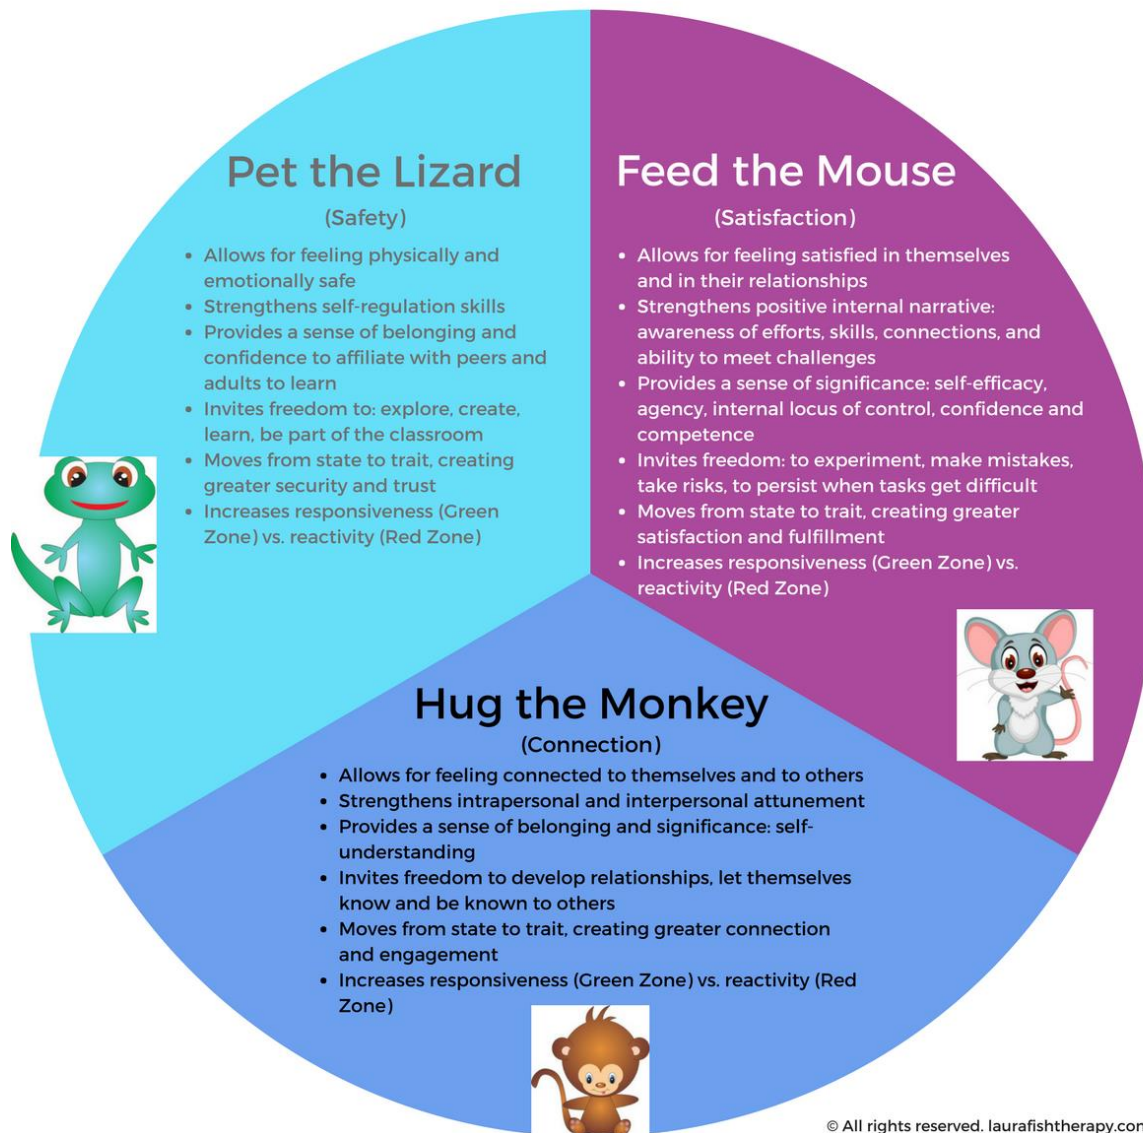 Pet the Lizard
(Safety)
• Allows for feeling physically and
emotionally safe
• Strengthens self-regulation skills
• Provides a sense of belonging and
confidence to affiliate with peers and
adults to learn
• Invites freedom to: explore, create,
learn, be part of the classroom
• Moves from state to trait, creating
greater security and trust
• Increases responsiveness (Green
Zone) vs. reactivity (Red Zone)
Feed the Mouse
(Satisfaction)
• Allows for feeling satisfied in themselves
and in their relationships
• Strengthens positive internal narrative:
awareness of efforts, skills, connections, and
ability to meet challenges
• Provides a sense of significance: self-efficacy,
agency, internal locus of control, confidence and
competence
• Invites freedom: to experiment, make mistakes,
take risks, to persist when tasks get difficult
• Moves from state to trait, creating greater
satisfaction and fulfillment
• Increases responsiveness (Green Zone) vs.
reactivity (Red Zone)
Hug the Monkey
(Connection)
• Allows for feeling connected to themselves and to others
• Strengthens intrapersonal and interpersonal attunement
• Provides a sense of belonging and significance: self-
understanding
• Invites freedom to develop relationships, let themselves
know and be known to others
• Moves from state to trait, creating greater connection
and engagement
• Increases responsiveness (Green Zone) vs. reactivity (Red
Zone)
© All rights reserved. laurafishtherapy.com